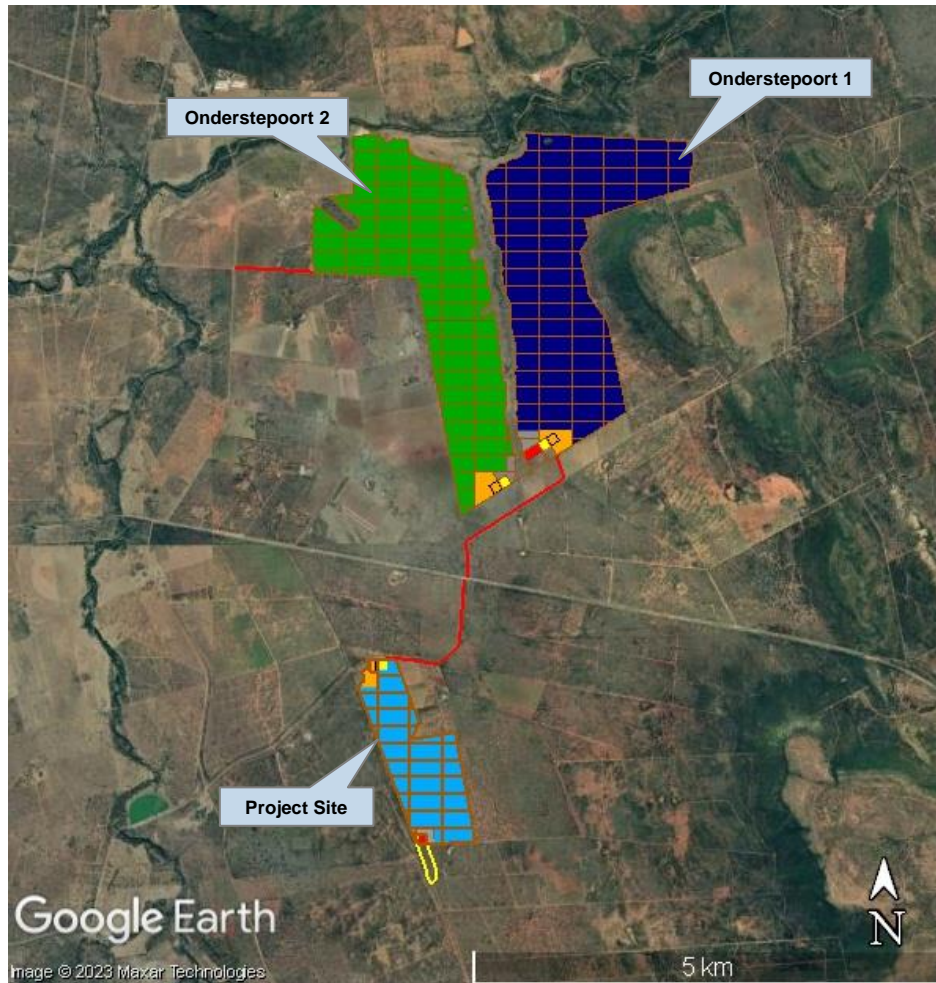 Onderstepoort 1
Onderstepoort 2
Project Site
Google Earth
N
Image © 2023 Maxar Technologies
5 km